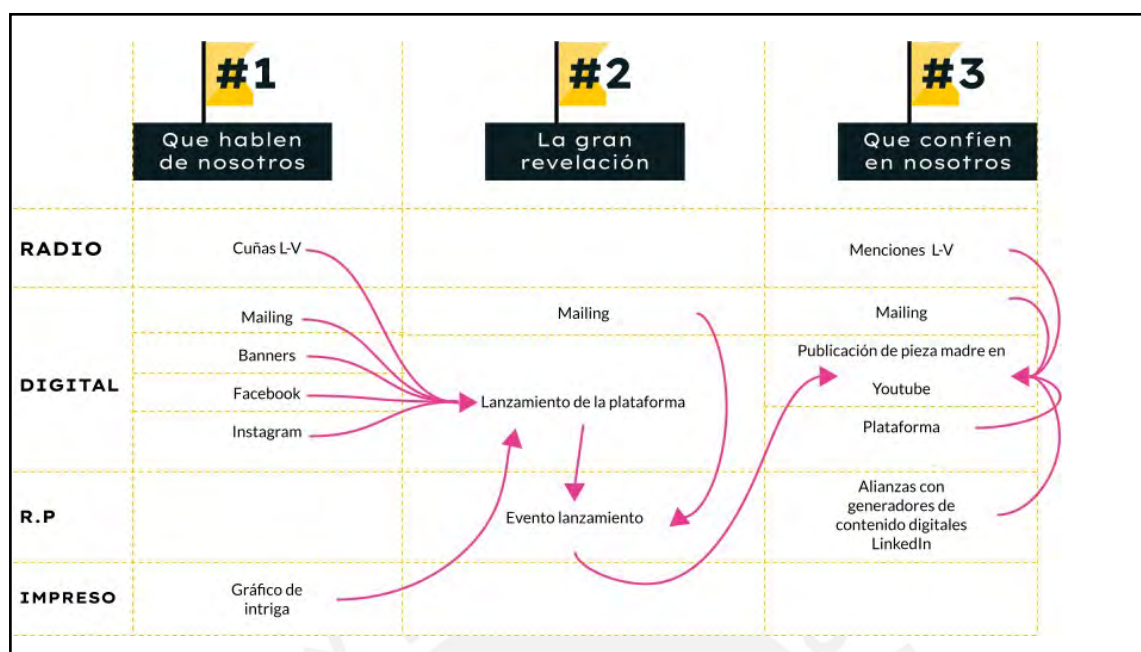 #1
#2
#3
Que hablen
de nosotros
La gran
revelación
Que confíen
en nosotros
RADIO
Cuñas L-V
Menciones L-V
DIGITAL
Mailing
Mailing
Mailing
Banners
Publicación de pieza madre en
Youtube
Facebook
Lanzamiento de la plataforma
Instagram
Plataforma
R.P
Evento lanzamiento
Alianzas con
generadores de
contenido digitales
LinkedIn
IMPRESO
Gráfico de
intriga